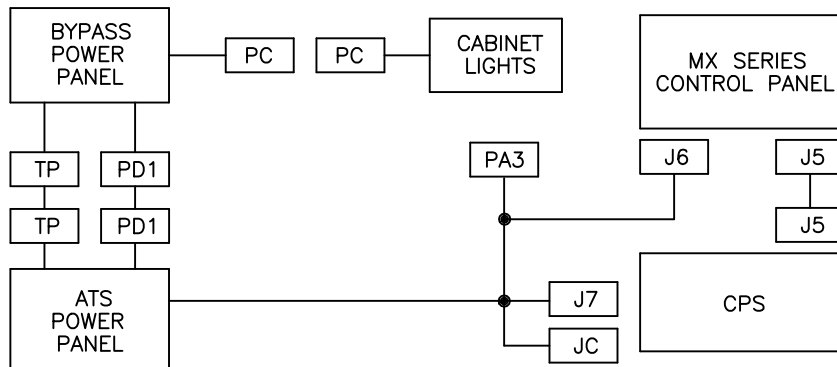 BYPASS
POWER
PANEL
PC
PC
CABINET
LIGHTS
MX SERIES
CONTROL PANEL
TP
PD1
PA3
J6
J5
TP
PD1
J5
ATS
POWER
PANEL
J7
JC
CPS